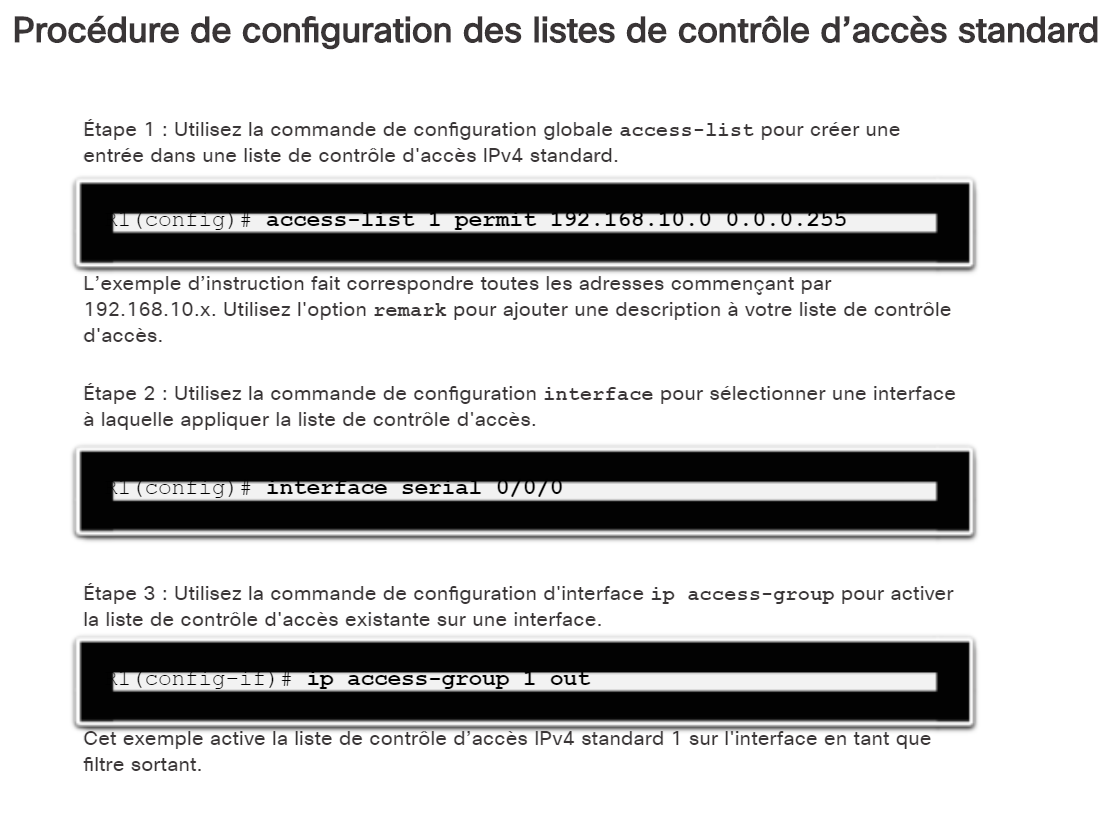 Procédure de configuration des listes de contrôle d’accès standard
Étape 1 : Utilisez la commande de configuration globale access-list pour créer une
entrée dans une liste de contrôle d'accès IPv4 standard.
R1(config)# access-list 1 permit 192.168.10.0 0.0.0.255
L’exemple d’instruction fait correspondre toutes les adresses commençant par
192.168.10.x. Utilisez l'option remark pour ajouter une description à votre liste de contrôle
d'accès.
Étape 2 : Utilisez la commande de configuration interface pour sélectionner une interface
à laquelle appliquer la liste de contrôle d'accès.
R1(config)# interface serial 0/0/0
Étape 3 : Utilisez la commande de configuration d'interface ip access-group pour activer
la liste de contrôle d'accès existante sur une interface.
R1(config-if)# ip access-group 1 out
Cet exemple active la liste de contrôle d’accès IPv4 standard 1 sur l'interface en tant que
filtre sortant.